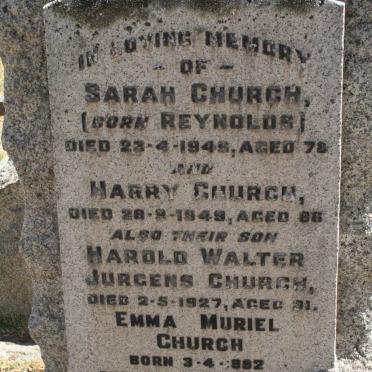 IN LOVING MEMORY
- OF -
SARAH CHURCH,
(BORN REYNOLDS)
DIED 23-4-1948, AGED 78
AND
HARRY CHURCH,
DIED 28-9-1949, AGED 86
ALSO THEIR SON
HAROLD WALTER
JURGENS CHURCH,
DIED 2-5-1927, AGED 31.
EMMA MURIEL
CHURCH
BORN 3-4-1892